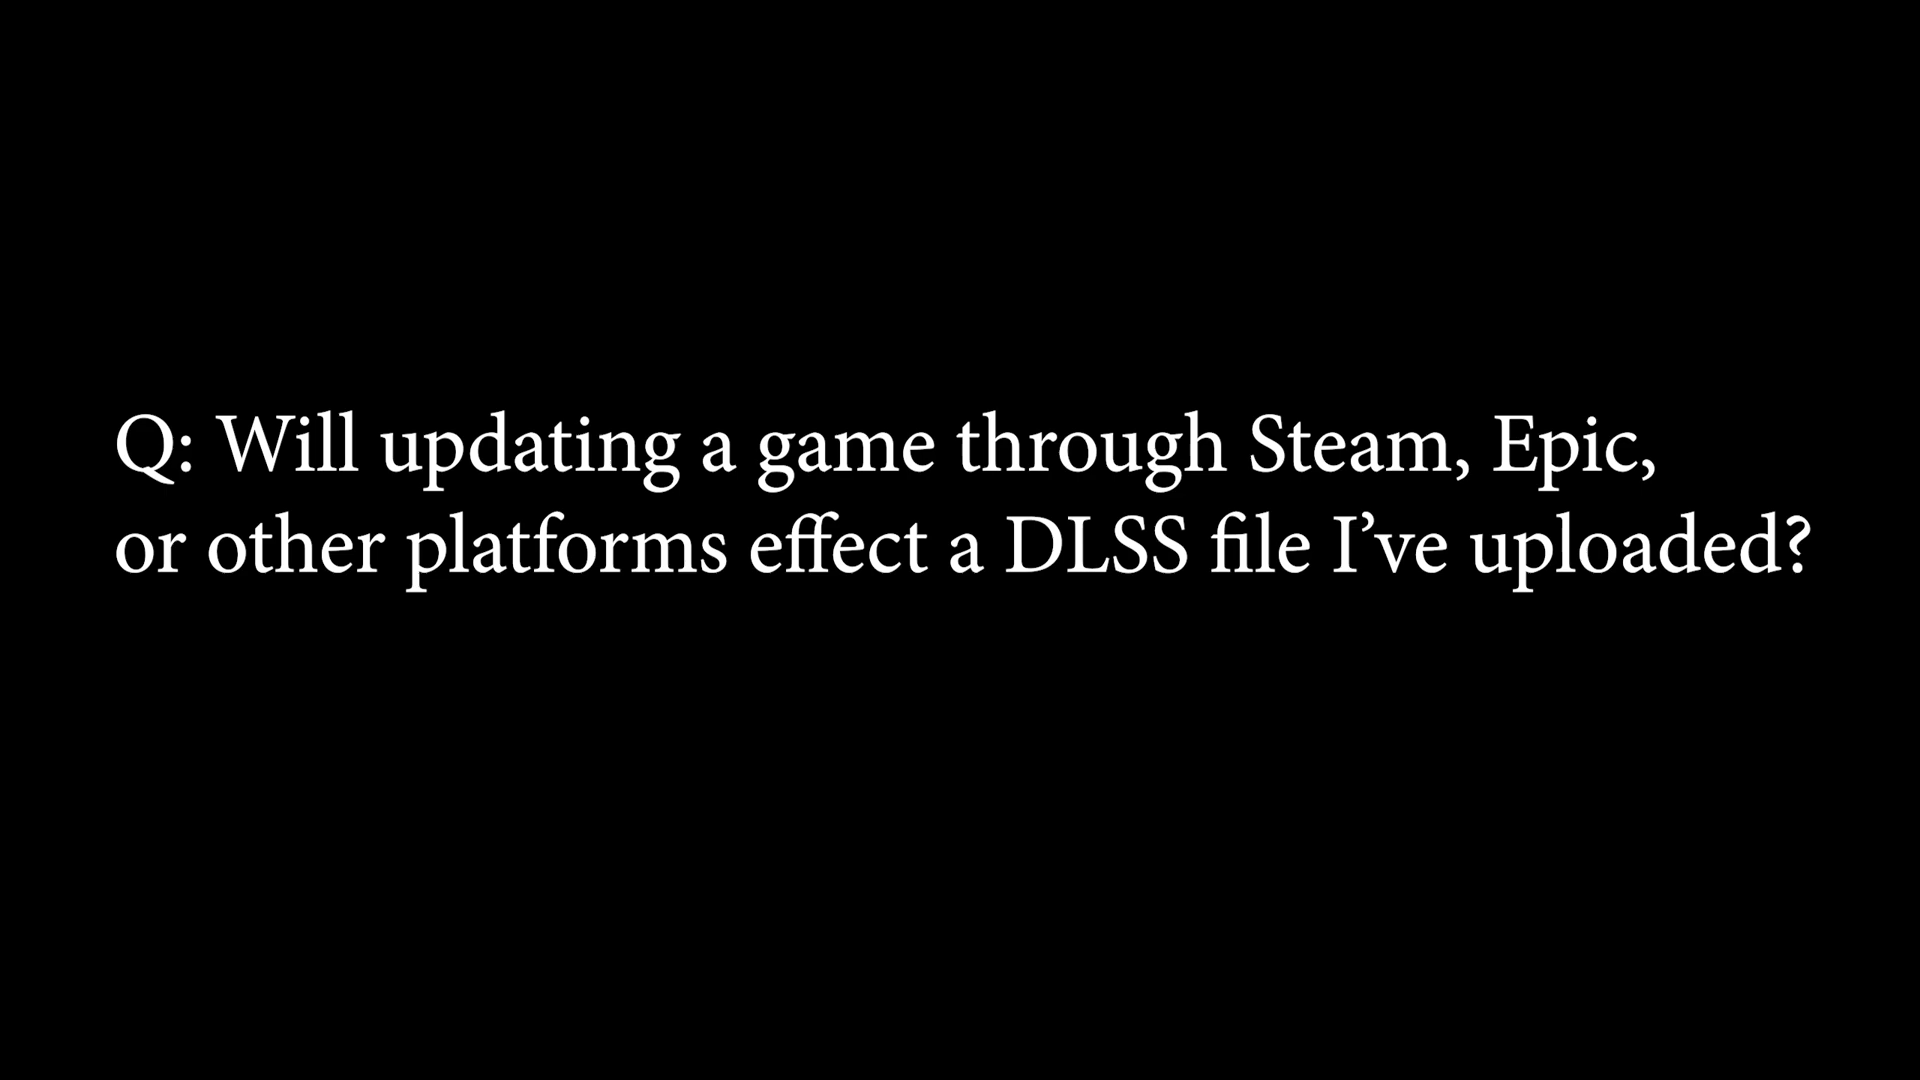 Q: Will updating a game through Steam, Epic,
or other platforms effect a DLSS file I’ve uploaded?